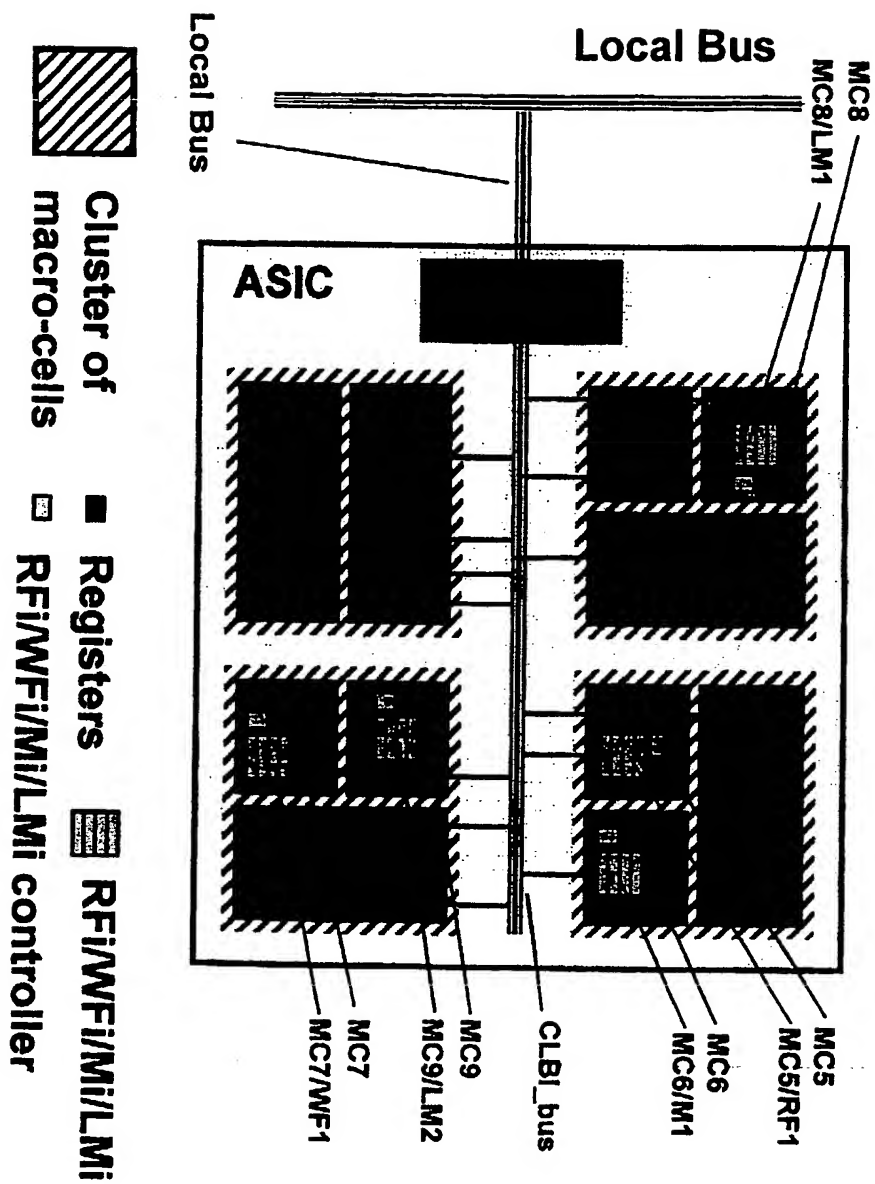 Local Bus
MC8
MC8/LM1
Local Bus
ASIC
MC5
MC5/RF1
MC6
MC6/M1
CLBI_bus
MC9
MC9/LM2
MC7
MC7/WF1
Cluster of
macro-cells
Registers
RFi/WFi/Mi/LMi
RFi/WFi/Mi/LMi controller